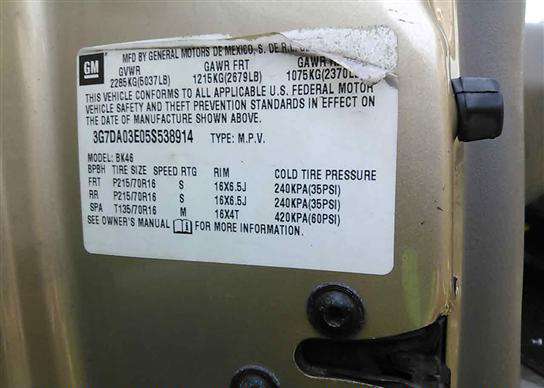 GM
MFD BY GENERAL MOTORS DE MEXICO, S. DE R.L.
GVWR GAWR FRT GAWR
2285KG(5037LB) 1215KG(2679LB) 1075KG(2370L
THIS VEHICLE CONFORMS TO ALL APPLICABLE U.S. FEDERAL MOTOR
VEHICLE SAFETY AND THEFT PREVENTION STANDARDS IN EFFECT ON
THE DATE OF MANUFACTURE SHOWN ABOVE.
3G7DA03E05S538914 TYPE: M.P.V.
MODEL: BK46
BPBH TIRE SIZE SPEED RTG RIM COLD TIRE PRESSURE
FRT P215/70R16 S 16X6.5J 240KPA(35PSI)
RR P215/70R16 S 16X6.5J 240KPA(35PSI)
SPA T135/70R16 M 16X4T 420KPA(60PSI)
SEE OWNER'S MANUAL FOR MORE INFORMATION.